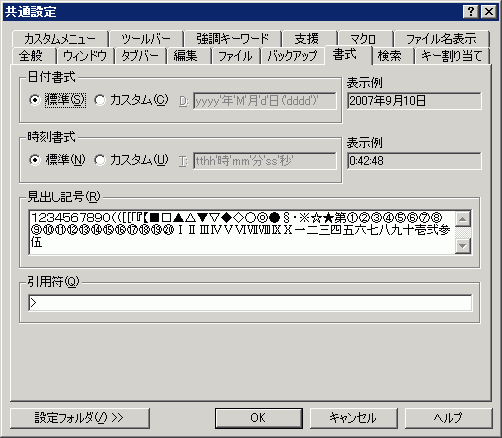 共通設定
カスタムメニュー ツールバー 強調キーワード 支援 マクロ ファイル名表示
全般 ウィンドウ タブバー 編集 ファイル バックアップ 書式 検索 キー割り当て
日付書式
標準(S) カスタム(C) D: yyyy'年'M'月'd'日('dddd')'
表示例
2007年9月10日
時刻書式
標準(N) カスタム(U) T: tthh'時'mm'分'ss'秒'
表示例
0:42:48
見出し記号(R)
1234567890(([[「『【■□▲△▼▽◆◇○◎●§・※☆★第①②③④⑤⑥⑦⑧
⑨⑩⑪⑫⑬⑭⑮⑯⑰⑱⑲⑳ⅠⅡⅢⅣⅤⅥⅦⅧⅨⅩ一二三四五六七八九十壱弐参
伍
引用符(Q)
>
設定フォルダ(/) >> OK キャンセル ヘルプ